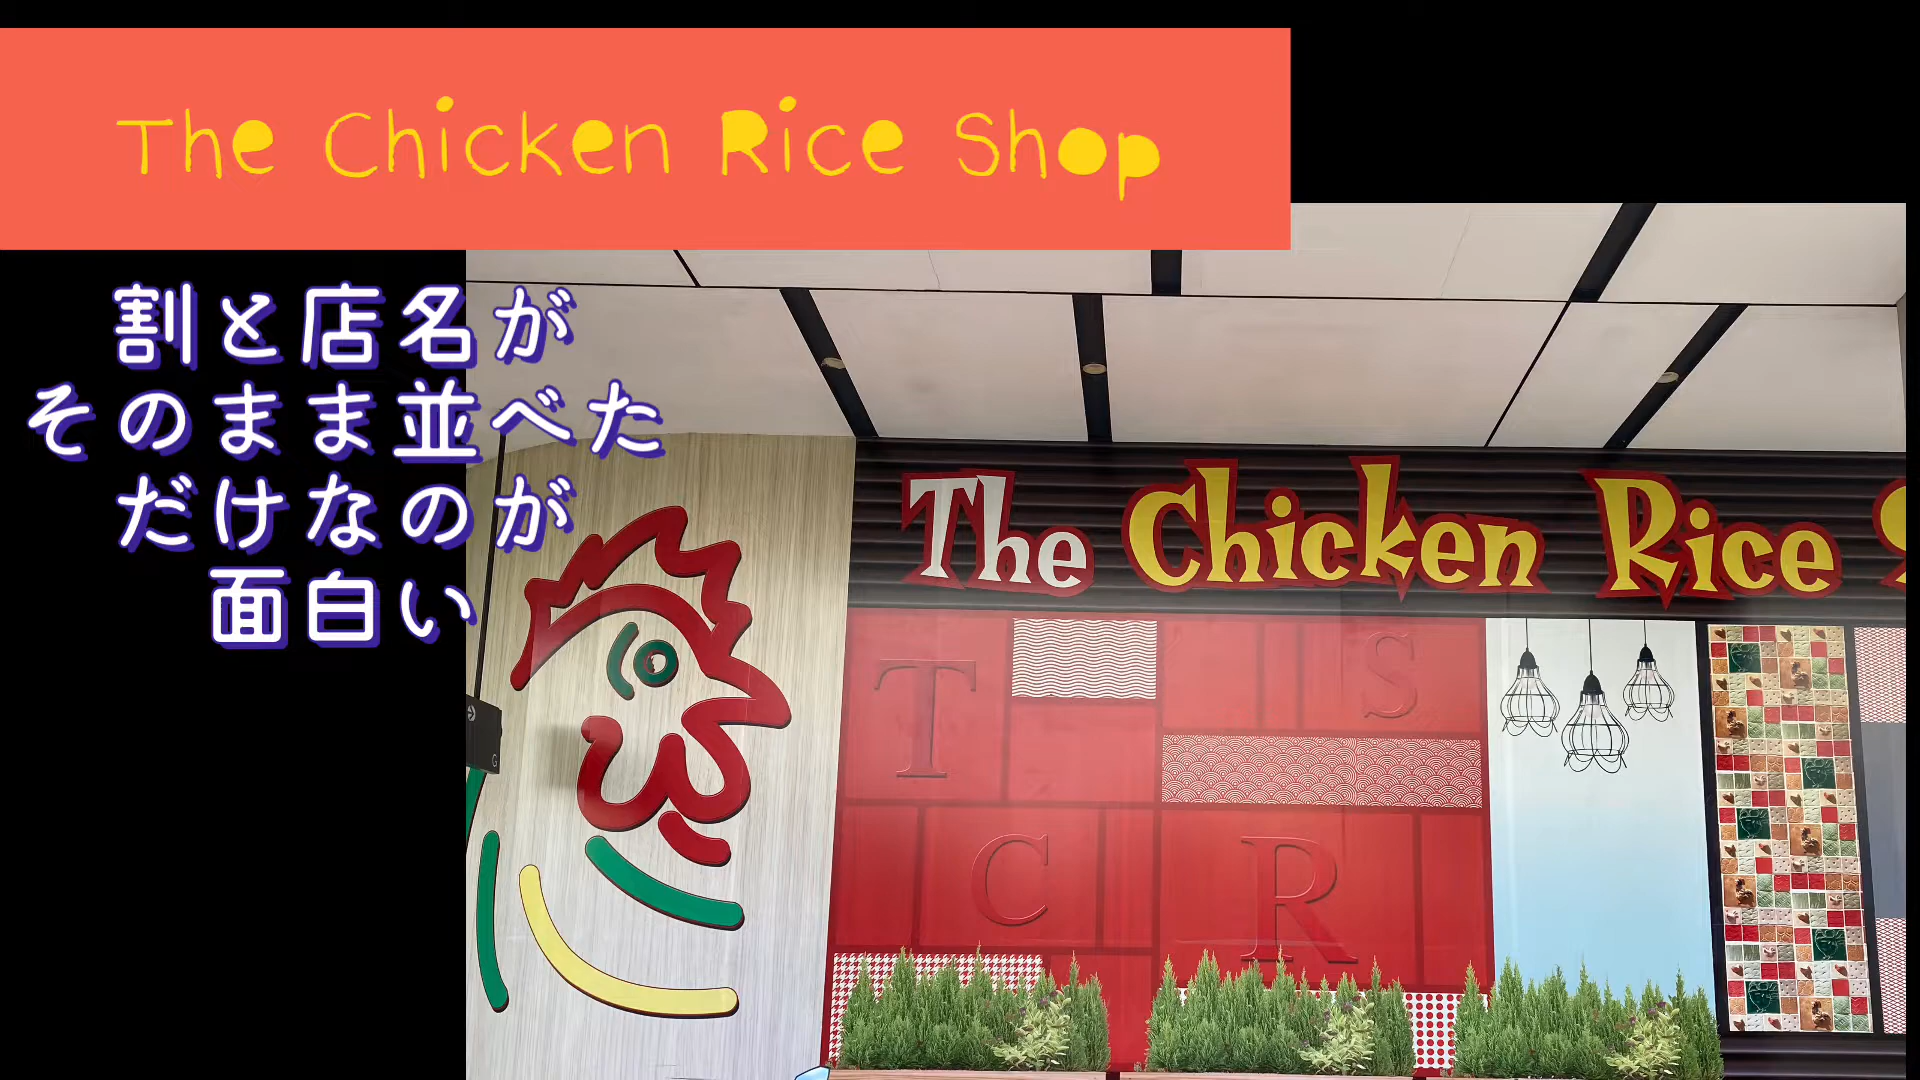 The Chicken Rice Shop
割と店名が
そのまま並べた
だけなのが
面白い
The Chicken Rice S
T
S
C
R
G